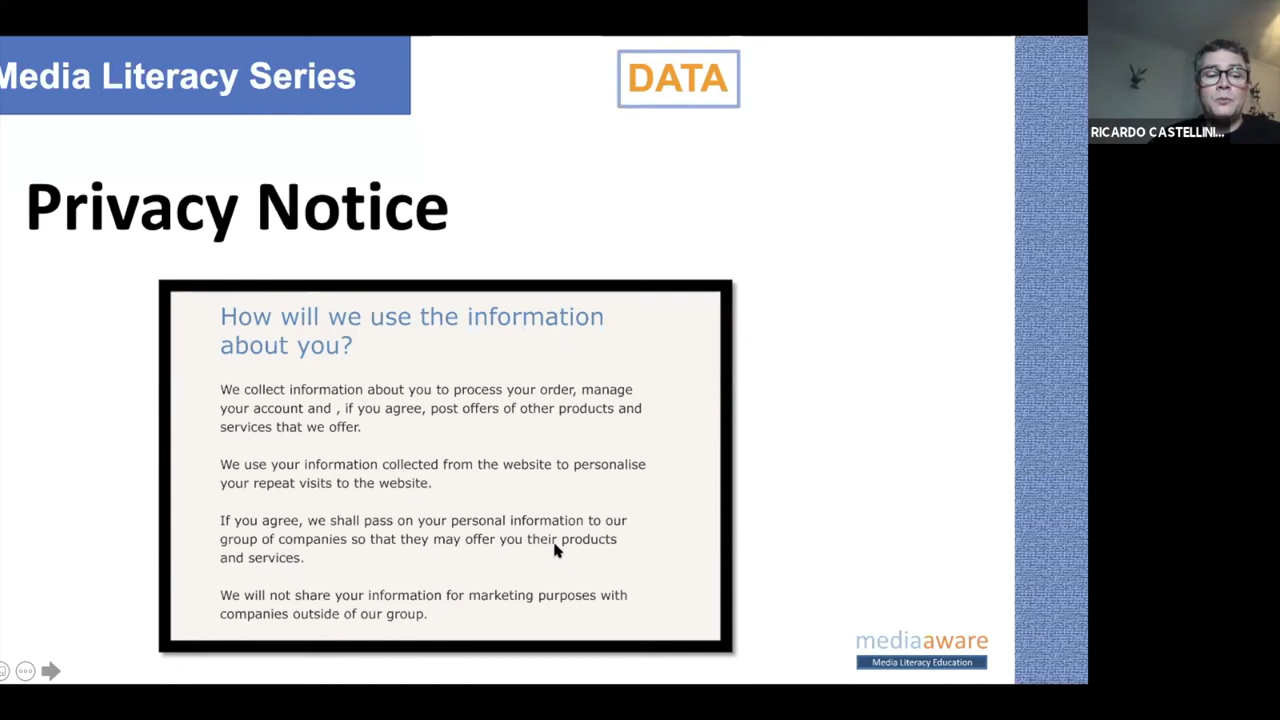 Media Literacy Series
DATA
RICARDO CASTELLINI...
Privacy Notice
How will we use the information
about you?
We collect information about you to process your order, manage
your account and , if you agree, post offers of other products and
services that we offer.
We use your information collected from the website to personalise
your repeat visits to the website.
If you agree, we shall pass on your personal information to our
group of companies so that they may offer you their products
and services.
We will not share your information for marketing purposes with
companies outside our group.
mediaaware
Media Literacy Education